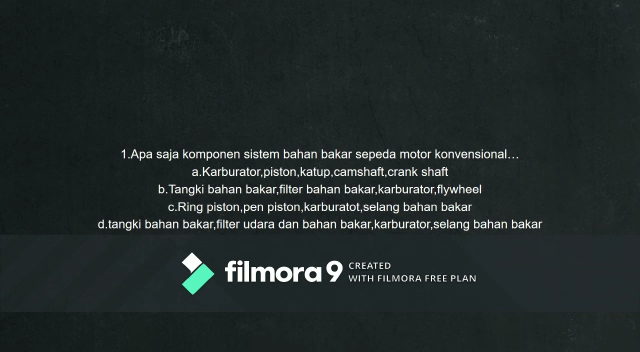 1.Apa saja komponen sistem bahan bakar sepeda motor konvensional...
a.Karburator,piston,katup,camshaft,crank shaft
b.Tangki bahan bakar,filter bahan bakar,karburator,flywheel
c.Ring piston,pen piston,karburatot,selang bahan bakar
d.tangki bahan bakar,filter udara dan bahan bakar,karburator,selang bahan bakar
filmora 9 CREATED
WITH FILMORA FREE PLAN